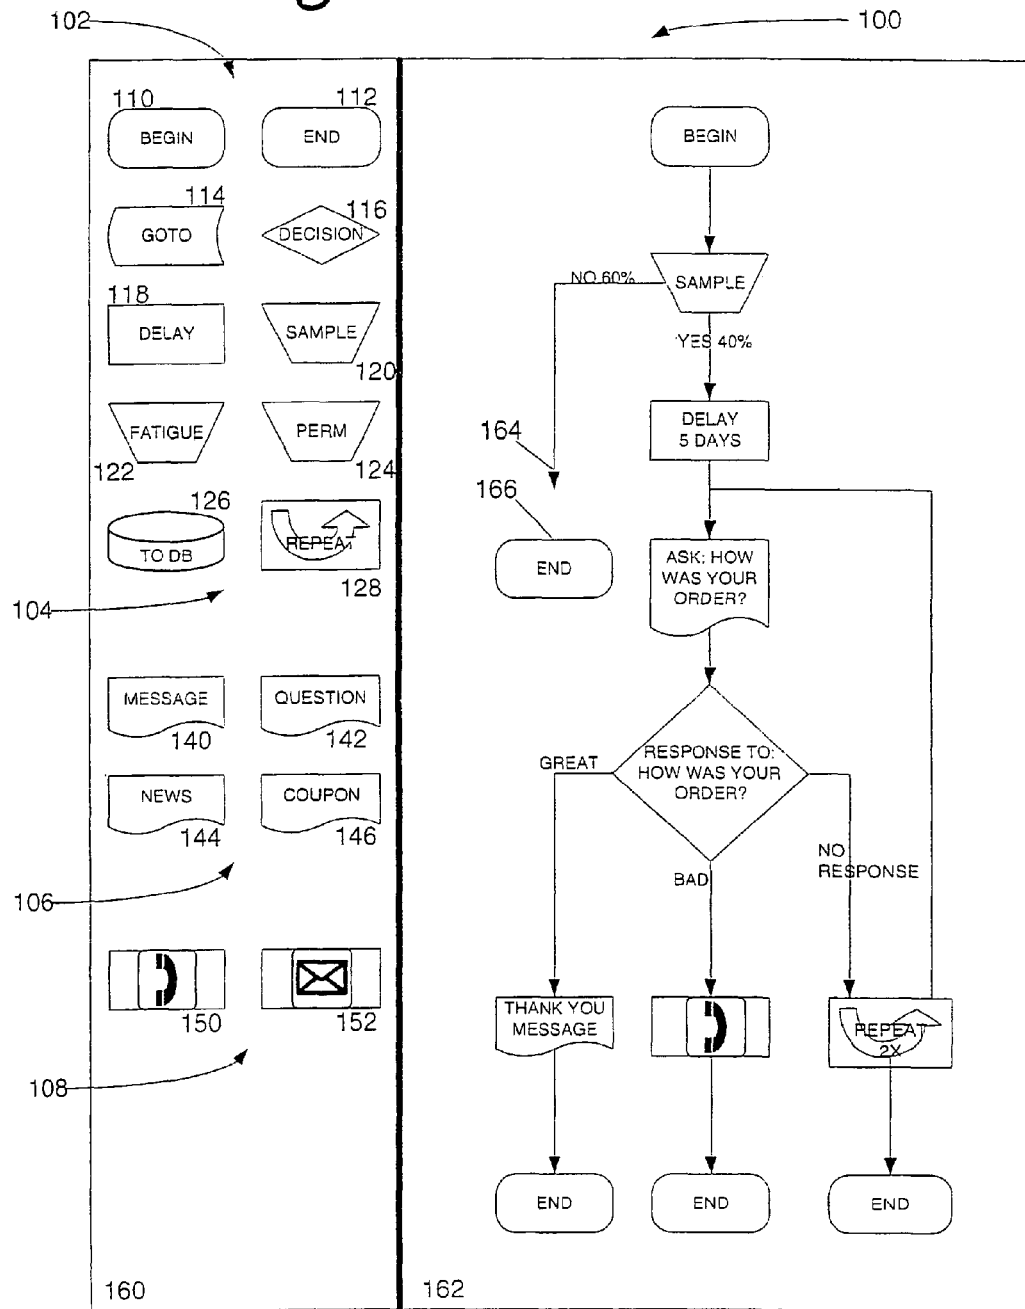 g
102
100
110
112
BEGIN
END
114
116
GOTO
DECISION
118
DELAY
SAMPLE
120
FATIGUE
PERM
122
124
126
TO DB
REPEAT
128
104
MESSAGE
QUESTION
140
142
NEWS
COUPON
144
146
106
150
152
108
160
BEGIN
SAMPLE
NO 60%
YES 40%
DELAY
5 DAYS
164
166
END
ASK: HOW
WAS YOUR
ORDER?
RESPONSE TO:
HOW WAS YOUR
ORDER?
GREAT
BAD
NO
RESPONSE
THANK YOU
MESSAGE
REPEAT
2X
END
END
END
162